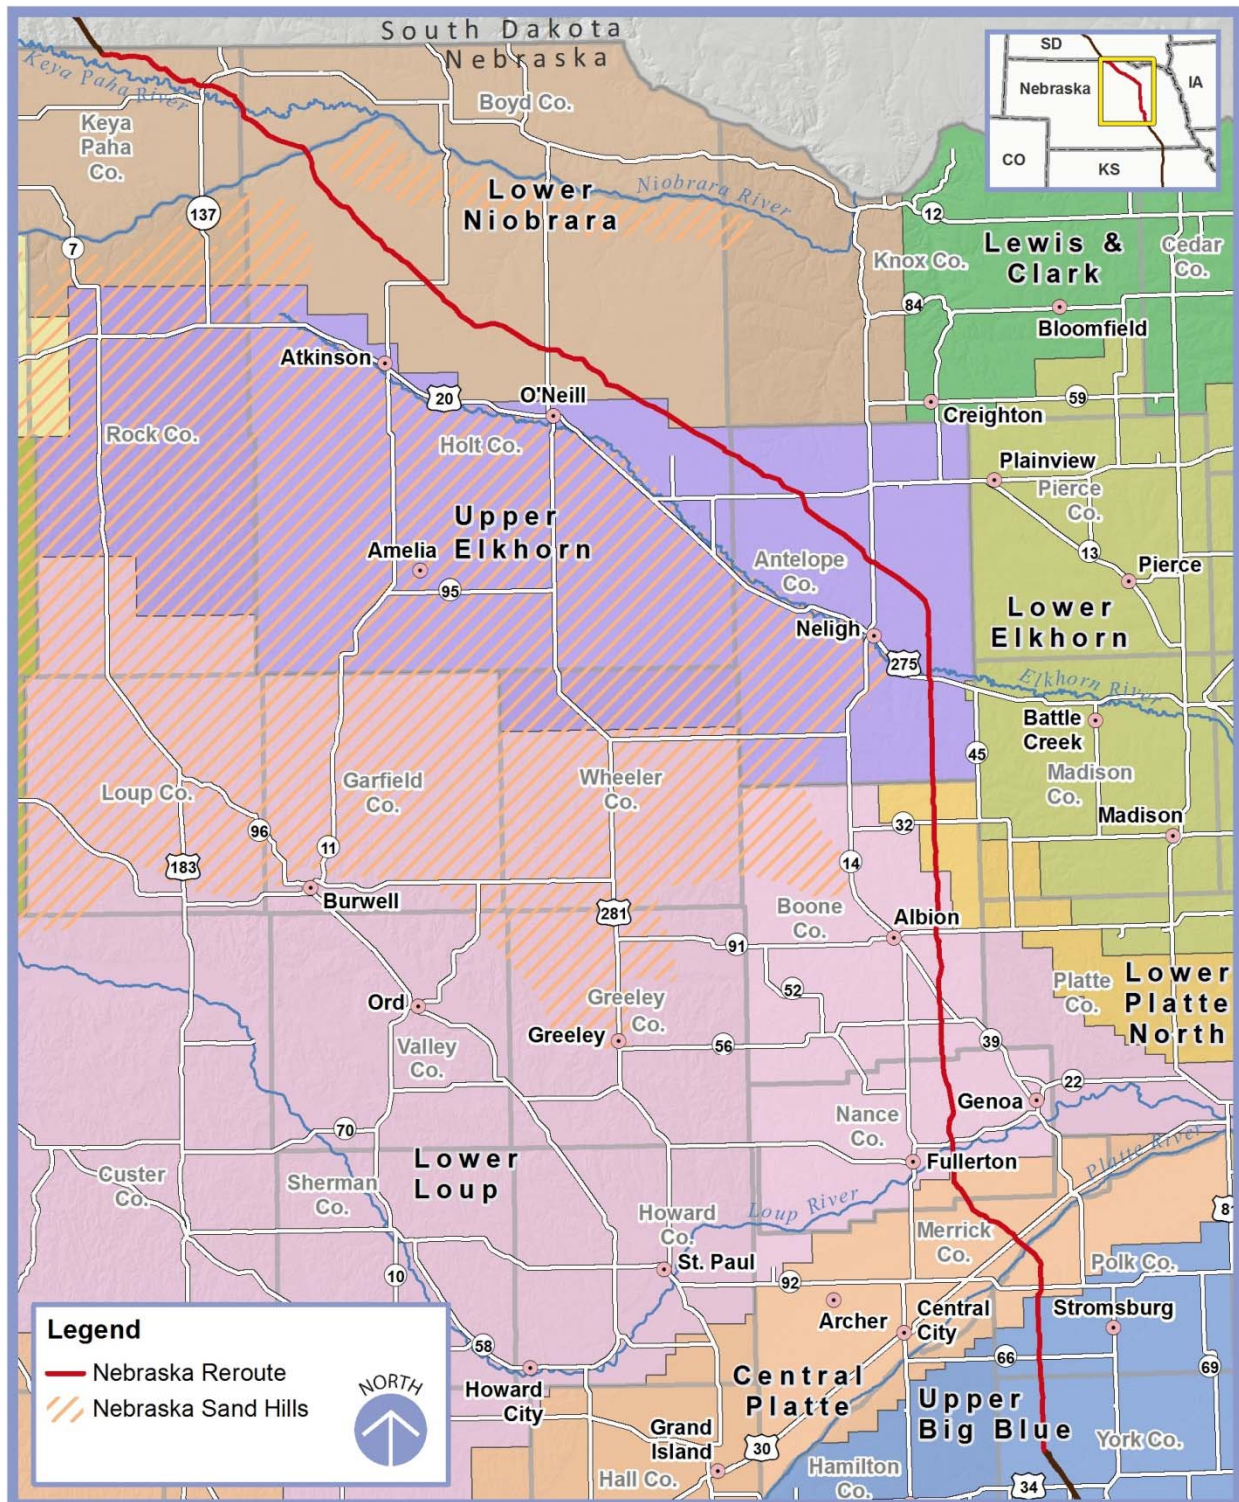 South Dakota
Nebraska
SD
Nebraska
IA
CO
KS
Keya Paha River
Keya
Paha
Co.
Boyd Co.
137
7
Lower
Niobrara
Niobrara River
12
Lewis &
Clark
Cedar
Co.
Knox Co.
84
Bloomfield
Atkinson
20
O'Neill
59
Creighton
Rock Co.
Holt Co.
Plainview
Pierce
Co.
Upper
Elkhorn
Amelia
95
Antelope
Co.
13
Pierce
Lower
Elkhorn
Neligh
275
Elkhorn River
Battle
Creek
45
Madison
Co.
Loup Co.
Garfield
Co.
Wheeler
Co.
Madison
96
11
32
183
14
Burwell
281
Boone
Co.
Albion
91
52
Platte
Co.
Lower
Platte
North
Ord
Greeley
Co.
Greeley
56
39
Valley
Co.
22
Genoa
70
Nance
Co.
Custer
Co.
Sherman
Co.
Lower
Loup
Fullerton
Platte River
Loup River
Howard
Co.
Merrick
Co.
81
St. Paul
92
Polk Co.
10
Archer
Central
City
Stromsburg
58
66
69
Howard
City
Central
Platte
Upper
Big Blue
Grand
Island
30
York Co.
Hall Co.
Hamilton
Co.
34
Legend
Nebraska Reroute
Nebraska Sand Hills
NORTH